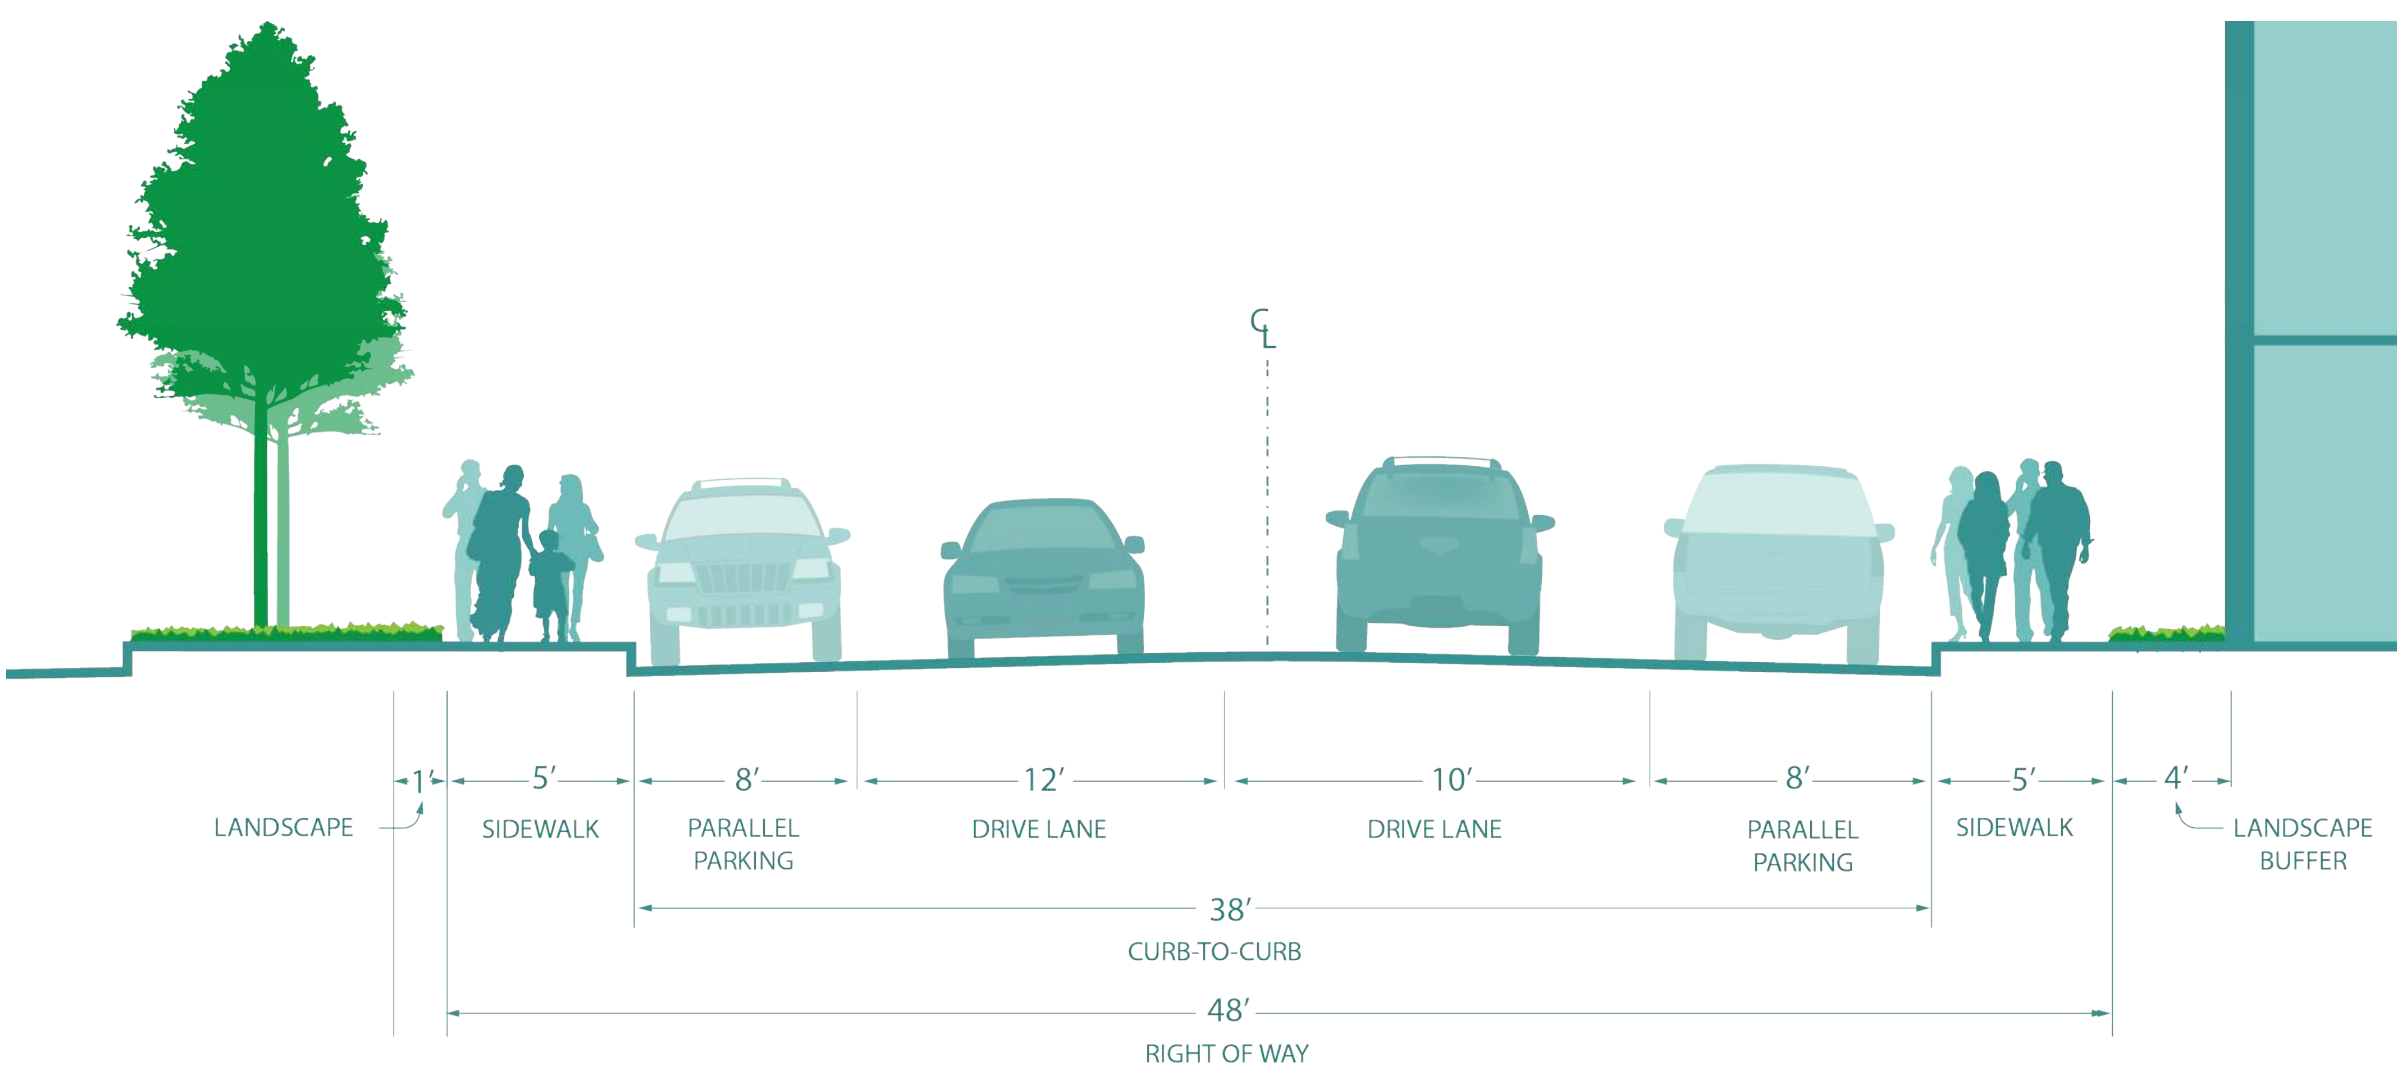 ℄
1' 5' 8' 12' 10' 8' 5' 4'
LANDSCAPE SIDEWALK PARALLEL DRIVE LANE DRIVE LANE PARALLEL SIDEWALK LANDSCAPE
PARKING PARKING BUFFER
38'
CURB-TO-CURB
48'
RIGHT OF WAY